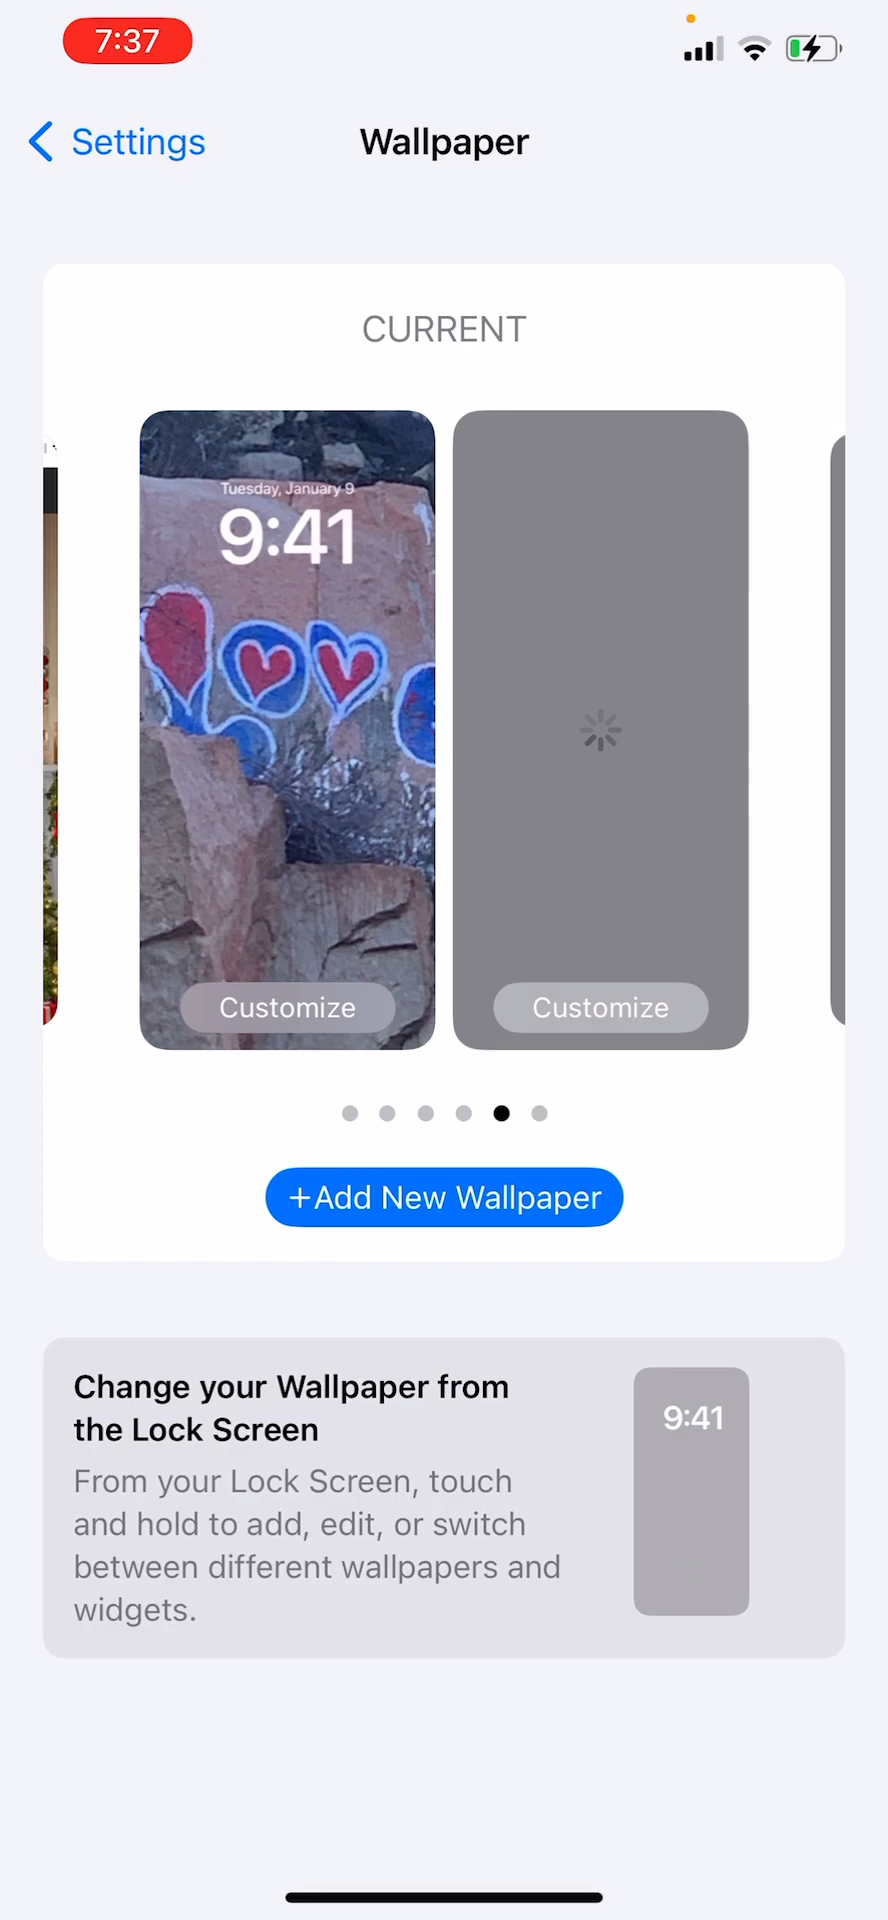 7:37
Settings
Wallpaper
CURRENT
Tuesday, January 9
9:41
Customize
Customize
+Add New Wallpaper
Change your Wallpaper from
the Lock Screen
9:41
From your Lock Screen, touch
and hold to add, edit, or switch
between different wallpapers and
widgets.